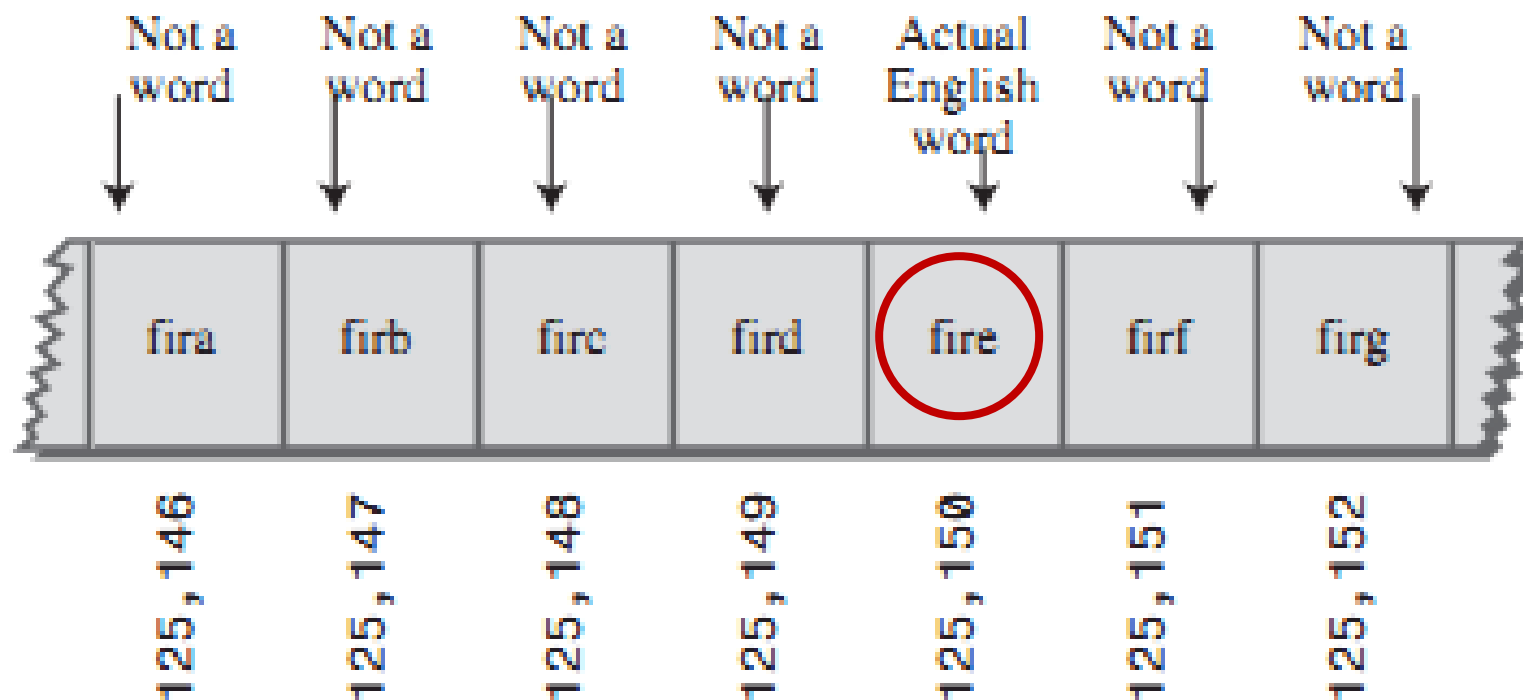 Not a word
Not a word
Not a word
Not a word
Actual English word
Not a word
Not a word
fira
firb
firc
fird
fire
firf
firg
125,146
125,147
125,148
125,149
125,150
125,151
125,152